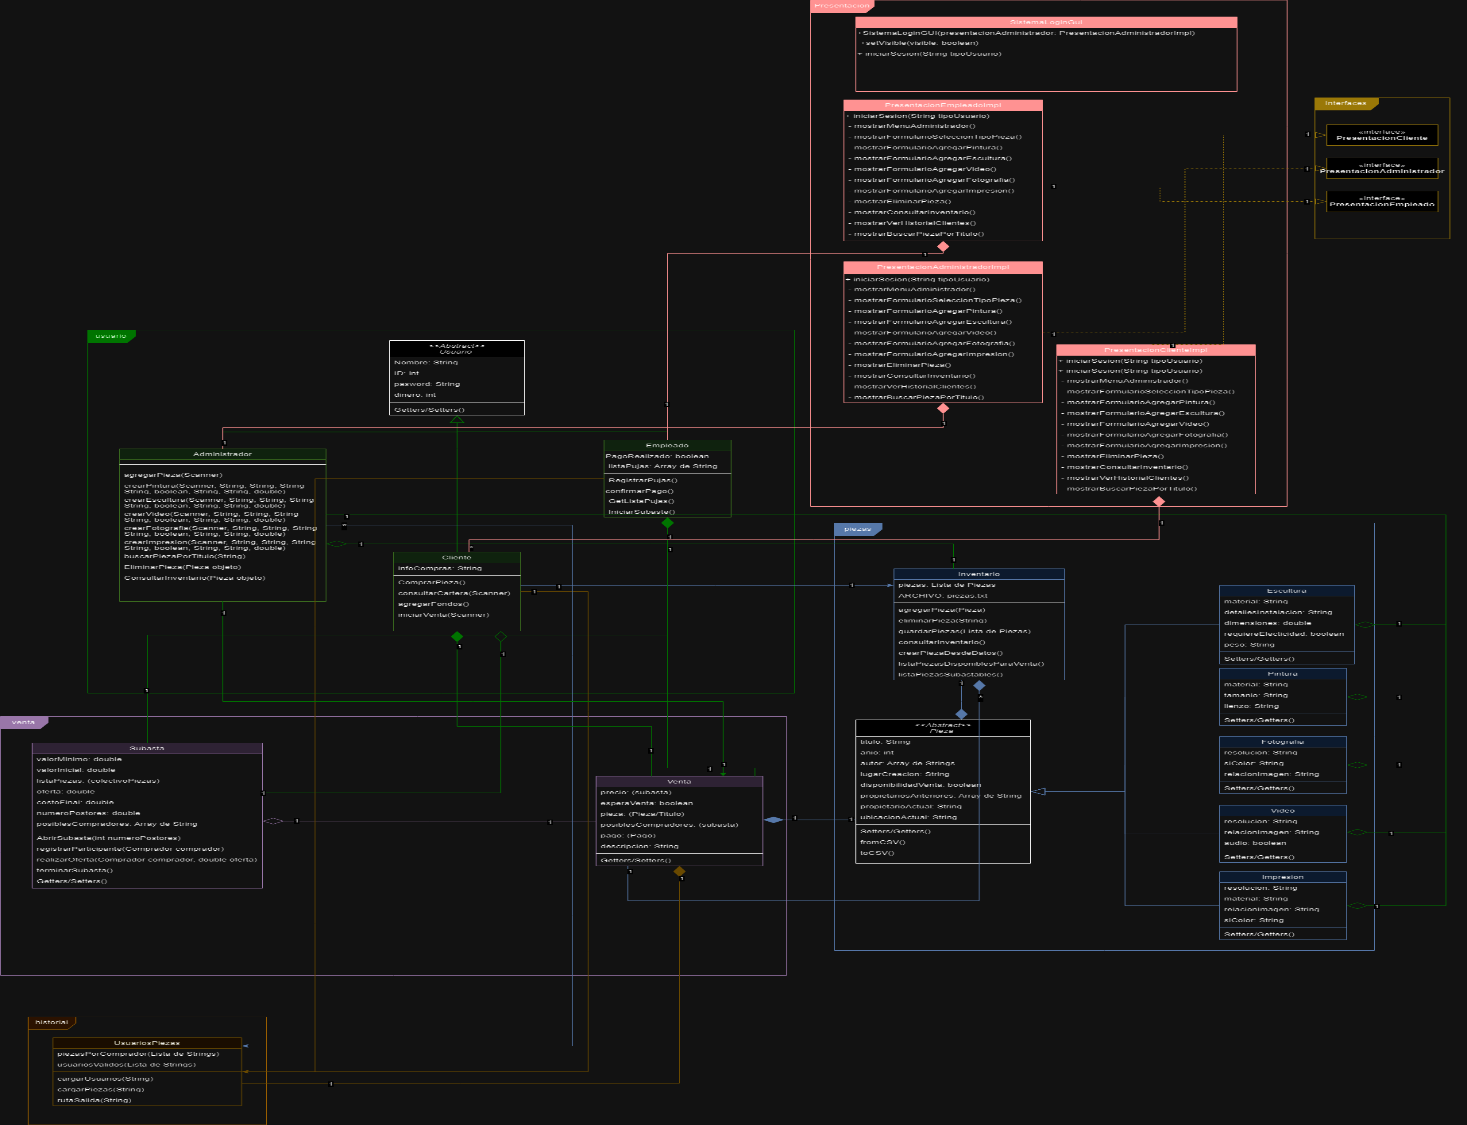 Presentacion
SistemaLoginGui
SistemaLoginGUI(presentacionAdministrador: PresentacionAdministradorImpl)
setVisible(visible: boolean)
+ iniciarSesion(String tipoUsuario)
PresentacionEmpleadoImpl
iniciarSesion(String tipoUsuario)
- mostrarMenuAdministrador()
- mostrarFormularioSeleccionTipoPieza()
- mostrarFormularioAgregarPintura()
- mostrarFormularioAgregarEscultura()
- mostrarFormularioAgregarVideo()
- mostrarFormularioAgregarFotografia()
- mostrarFormularioAgregarImpresion()
- mostrarEliminarPieza()
- mostrarConsultarInventario()
- mostrarVerHistorialClientes()
- mostrarBuscarPiezaPorTitulo()
interfaces
«interface»
PresentacionCliente
«interface»
PresentacionAdministrador
«interface»
PresentacionEmpleado
PresentacionAdministradorImpl
+ iniciarSesion(String tipoUsuario)
- mostrarMenuAdministrador()
- mostrarFormularioSeleccionTipoPieza()
- mostrarFormularioAgregarPintura()
- mostrarFormularioAgregarEscultura()
- mostrarFormularioAgregarVideo()
- mostrarFormularioAgregarFotografia()
- mostrarFormularioAgregarImpresion()
- mostrarEliminarPieza()
- mostrarConsultarInventario()
- mostrarVerHistorialClientes()
- mostrarBuscarPiezaPorTitulo()
PresentacionClienteImpl
+ iniciarSesion(String tipoUsuario)
+ iniciarSesion(String tipoUsuario)
- mostrarMenuAdministrador()
- mostrarFormularioSeleccionTipoPieza()
- mostrarFormularioAgregarPintura()
- mostrarFormularioAgregarEscultura()
- mostrarFormularioAgregarVideo()
- mostrarFormularioAgregarFotografia()
- mostrarFormularioAgregarImpresion()
- mostrarEliminarPieza()
- mostrarConsultarInventario()
- mostrarVerHistorialClientes()
- mostrarBuscarPiezaPorTitulo()
usuario
**Abstract**
Usuario
Nombre: String
ID: int
pasword: String
dinero: int
Getters/Setters()
Administrador
agregarPieza(Scanner)
crearPintura(Scanner, String, String, String
String, boolean, String, String, double)
crearEscultura(Scanner, String, String, String
String, boolean, String, String, double)
crearVideo(Scanner, String, String, String
String, boolean, String, String, double)
crearFotografia(Scanner, String, String, String
String, boolean, String, String, double)
crearImpresion(Scanner, String, String, String
String, boolean, String, String, double)
buscarPiezaPorTitulo(String)
EliminarPieza(Pieza objeto)
ConsultarInventario(Pieza objeto)
Empleado
PagoRealizado: boolean
listaPujas: Array de String
RegistrarPujas()
confirmarPago()
GetListaPujas()
IniciarSubasta()
Cliente
infoCompras: String
ComprarPieza()
consultarCartera(Scanner)
agregarFondos()
iniciarVenta(Scanner)
piezas
Inventario
piezas: Lista de Piezas
ARCHIVO: piezas.txt
agregarPieza(Pieza)
eliminarPieza(String)
guardarPiezas(Lista de Piezas)
consultarInventario()
crearPiezaDesdeDatos()
listaPiezasDisponiblesParaVenta()
listaPiezasSubastables()
**Abstract**
Pieza
titulo: String
anio: int
autor: Array de Strings
lugarCreacion: String
disponibilidadVenta: boolean
propietariosAnteriores: Array de String
propietarioActual: String
ubicacionActual: String
Setters/Getters()
fromCSV()
toCSV()
Escultura
material: String
detallesInstalacion: String
dimensiones: double
requiereElecticidad: boolean
peso: String
Setters/Getters()
Pintura
material: String
tamanio: String
lienzo: String
Setters/Getters()
Fotografia
resolucion: String
siColor: String
relacionImagen: String
Setters/Getters()
Video
resolucion: String
relacionImagen: String
audio: boolean
Setters/Getters()
Impresion
resolucion: String
material: String
relacionImagen: String
siColor: String
Setters/Getters()
venta
Subasta
valorMinimo: double
valorInicial: double
listaPiezas: (colectivoPiezas)
oferta: double
costoFinal: double
numeroPostores: double
posiblesCompradores: Array de String
AbrirSubasta(int numeroPostores)
registrarParticipante(Comprador comprador)
realizarOferta(Comprador comprador, double oferta)
terminarSubasta()
Getters/Setters()
Venta
precio: (subasta)
esperaVenta: boolean
pieza: (Pieza/Titulo)
posiblesCompradores: (subasta)
pago: (Pago)
descripcion: String
Getters/Setters()
historial
UsuariosPiezas
piezasPorComprador(Lista de Strings)
usuariosValidos(Lista de Strings)
cargarUsuarios(String)
cargarPiezas(String)
rutaSalida(String)